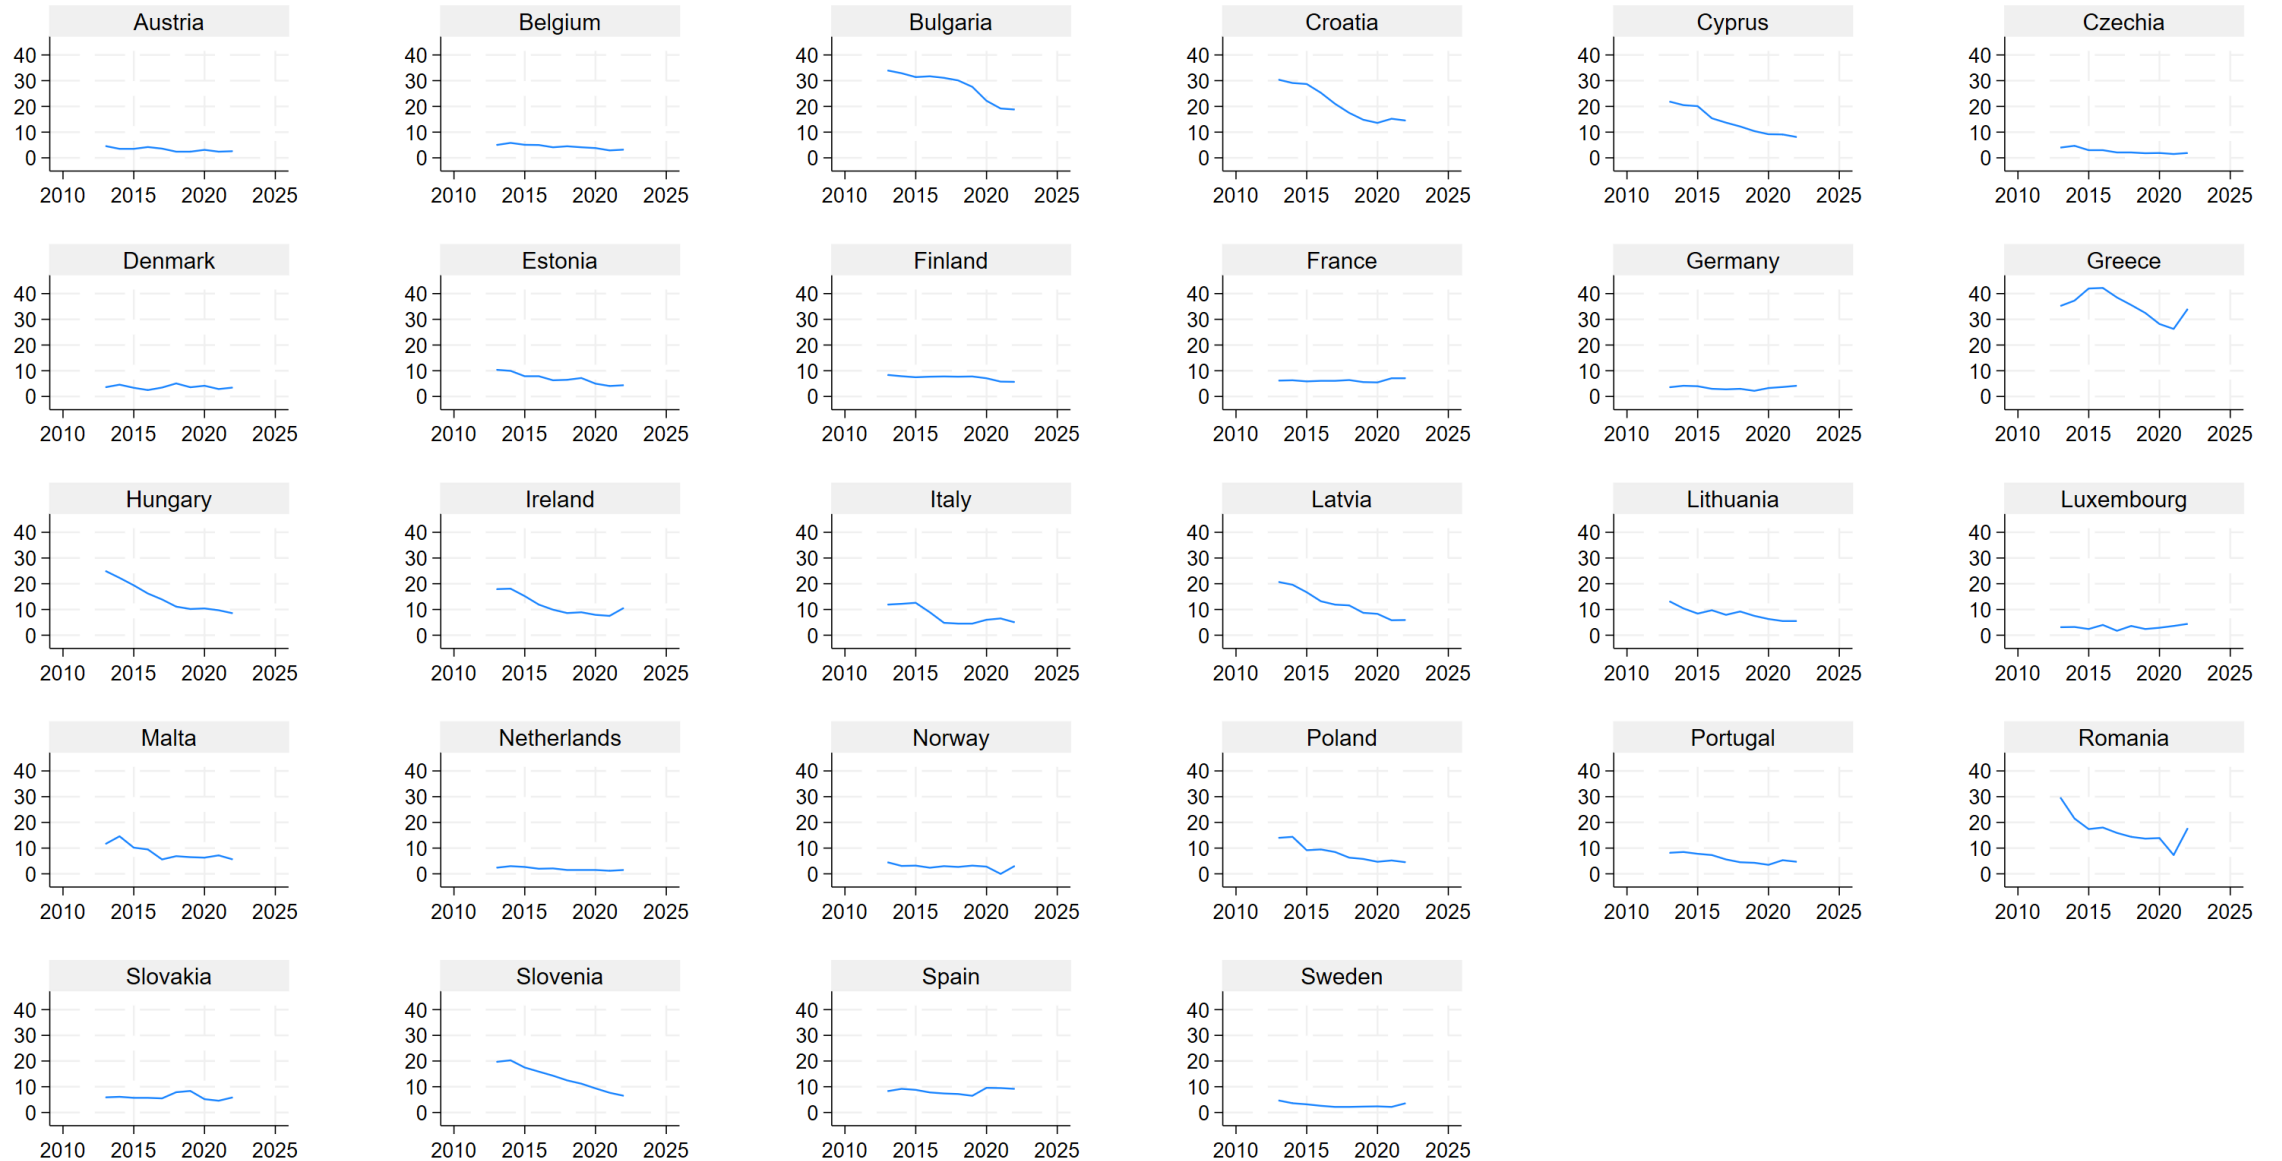 Austria Belgium Bulgaria Croatia Cyprus Czechia
40 40 40 40 40 40
30 30 30 30 30 30
20 20 20 20 20 20
10 10 10 10 10 10
0 0 0 0 0 0
2010 2015 2020 2025 2010 2015 2020 2025 2010 2015 2020 2025 2010 2015 2020 2025 2010 2015 2020 2025 2010 2015 2020 2025
Denmark Estonia Finland France Germany Greece
40 40 40 40 40 40
30 30 30 30 30 30
20 20 20 20 20 20
10 10 10 10 10 10
0 0 0 0 0 0
2010 2015 2020 2025 2010 2015 2020 2025 2010 2015 2020 2025 2010 2015 2020 2025 2010 2015 2020 2025 2010 2015 2020 2025
Hungary Ireland Italy Latvia Lithuania Luxembourg
40 40 40 40 40 40
30 30 30 30 30 30
20 20 20 20 20 20
10 10 10 10 10 10
0 0 0 0 0 0
2010 2015 2020 2025 2010 2015 2020 2025 2010 2015 2020 2025 2010 2015 2020 2025 2010 2015 2020 2025 2010 2015 2020 2025
Malta Netherlands Norway Poland Portugal Romania
40 40 40 40 40 40
30 30 30 30 30 30
20 20 20 20 20 20
10 10 10 10 10 10
0 0 0 0 0 0
2010 2015 2020 2025 2010 2015 2020 2025 2010 2015 2020 2025 2010 2015 2020 2025 2010 2015 2020 2025 2010 2015 2020 2025
Slovakia Slovenia Spain Sweden
40 40 40 40
30 30 30 30
20 20 20 20
10 10 10 10
0 0 0 0
2010 2015 2020 2025 2010 2015 2020 2025 2010 2015 2020 2025 2010 2015 2020 2025